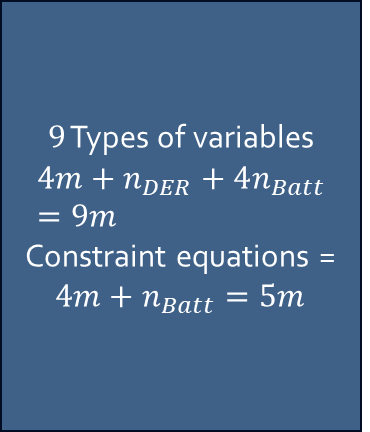 9 Types of variables
4𝑚 + 𝑛_{𝐷𝐸𝑅} + 4𝑛_{𝐵𝑎𝑡𝑡}
= 9𝑚
Constraint equations =
4𝑚 + 𝑛_{𝐵𝑎𝑡𝑡} = 5𝑚